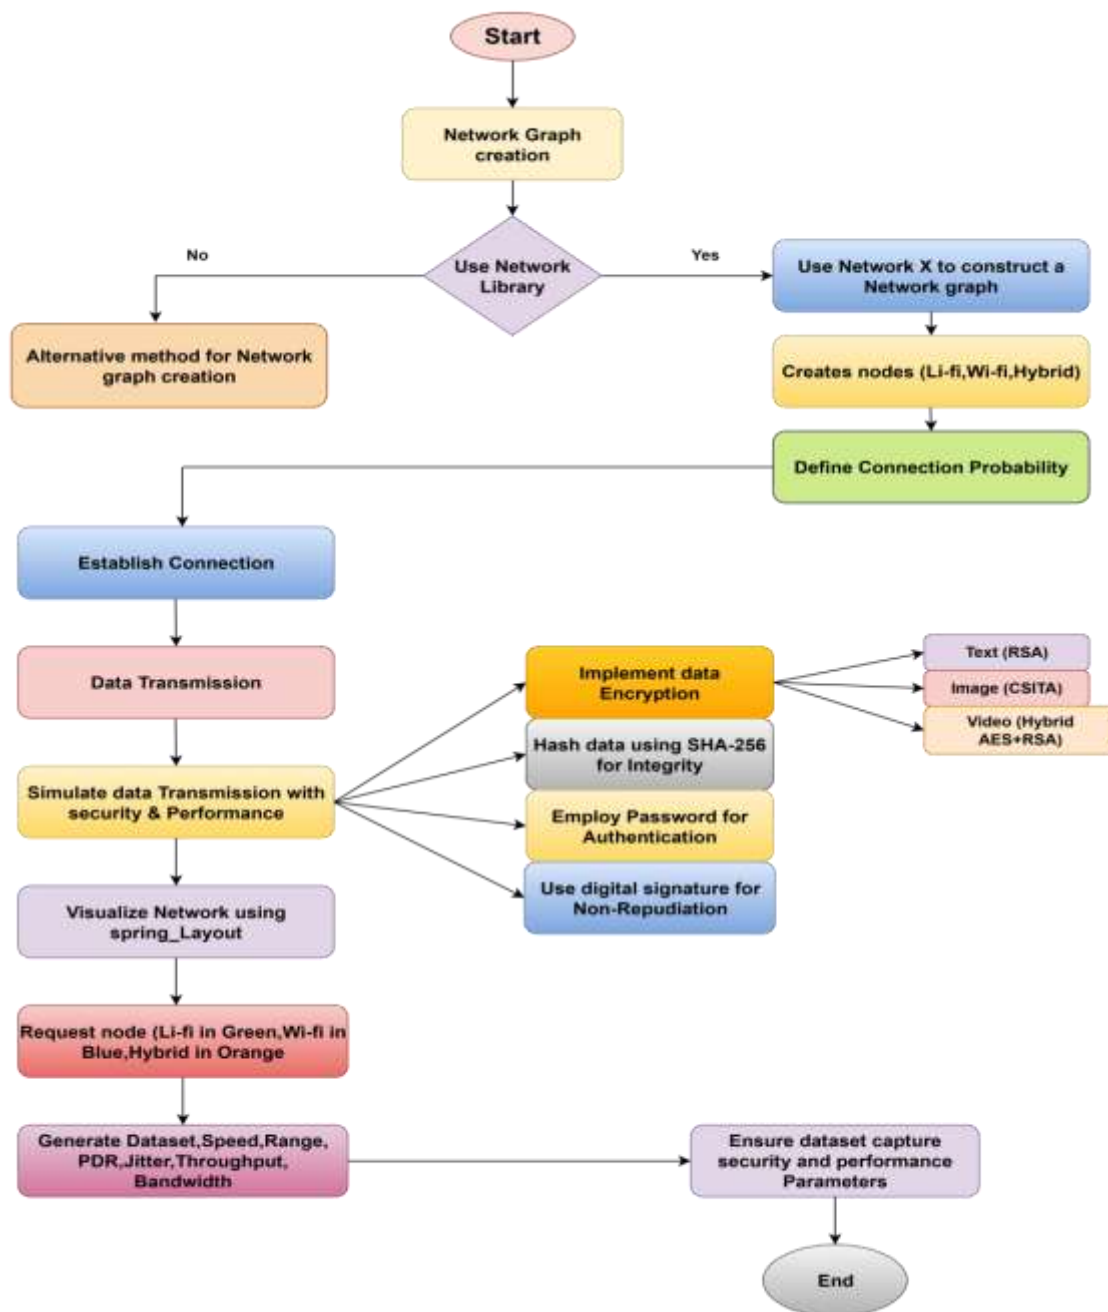 Start
Network Graph
creation
Use Network
Library
No
Yes
Use Network X to construct a
Network graph
Alternative method for Network
graph creation
Creates nodes (Li-fi,Wi-fi,Hybrid)
Define Connection Probability
Establish Connection
Data Transmission
Simulate data Transmission with
security & Performance
Implement data
Encryption
Hash data using SHA-256
for Integrity
Employ Password for
Authentication
Use digital signature for
Non-Repudiation
Text (RSA)
Image (CSITA)
Video (Hybrid
AES+RSA)
Visualize Network using
spring_Layout
Request node (Li-fi in Green,Wi-fi in
Blue,Hybrid in Orange
Generate Dataset,Speed,Range,
PDR,Jitter,Throughput,
Bandwidth
Ensure dataset capture
security and performance
Parameters
End